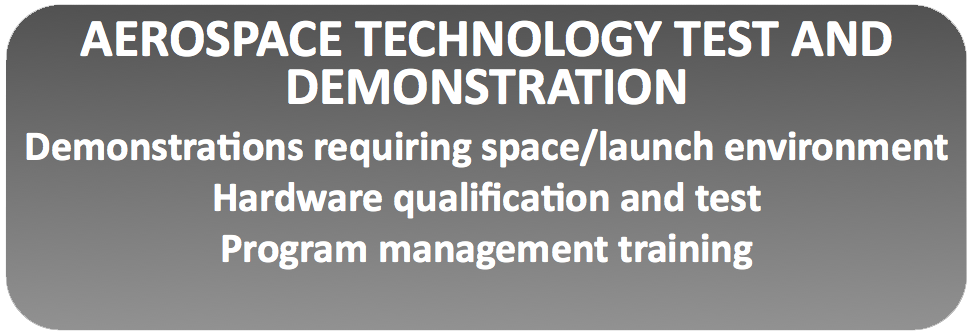 AEROSPACE TECHNOLOGY TEST AND
DEMONSTRATION
Demonstrations requiring space/launch environment
Hardware qualification and test
Program management training